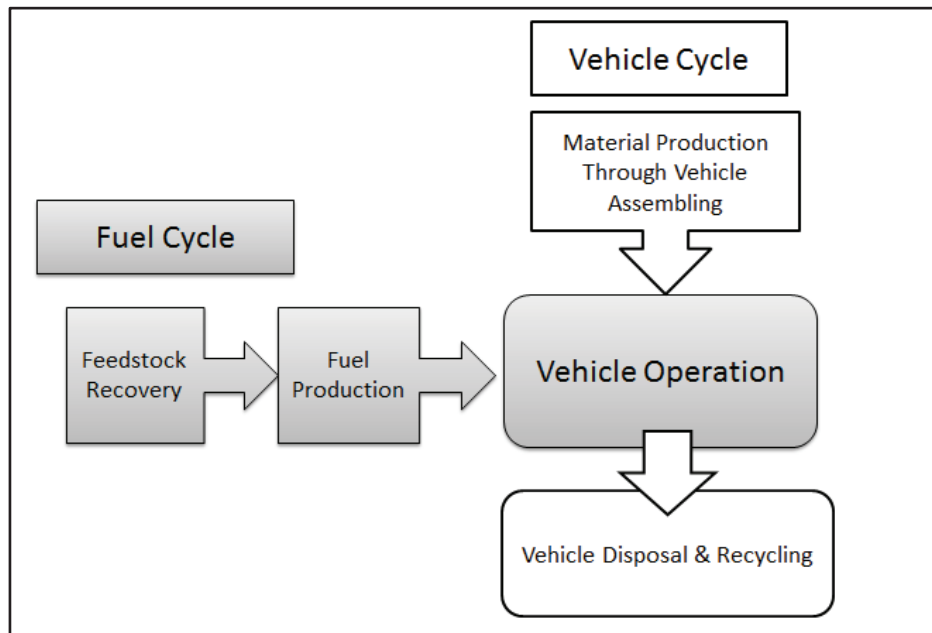 Vehicle Cycle
Material Production
Through Vehicle
Assembling
Fuel Cycle
Feedstock
Recovery
Fuel
Production
Vehicle Operation
Vehicle Disposal & Recycling